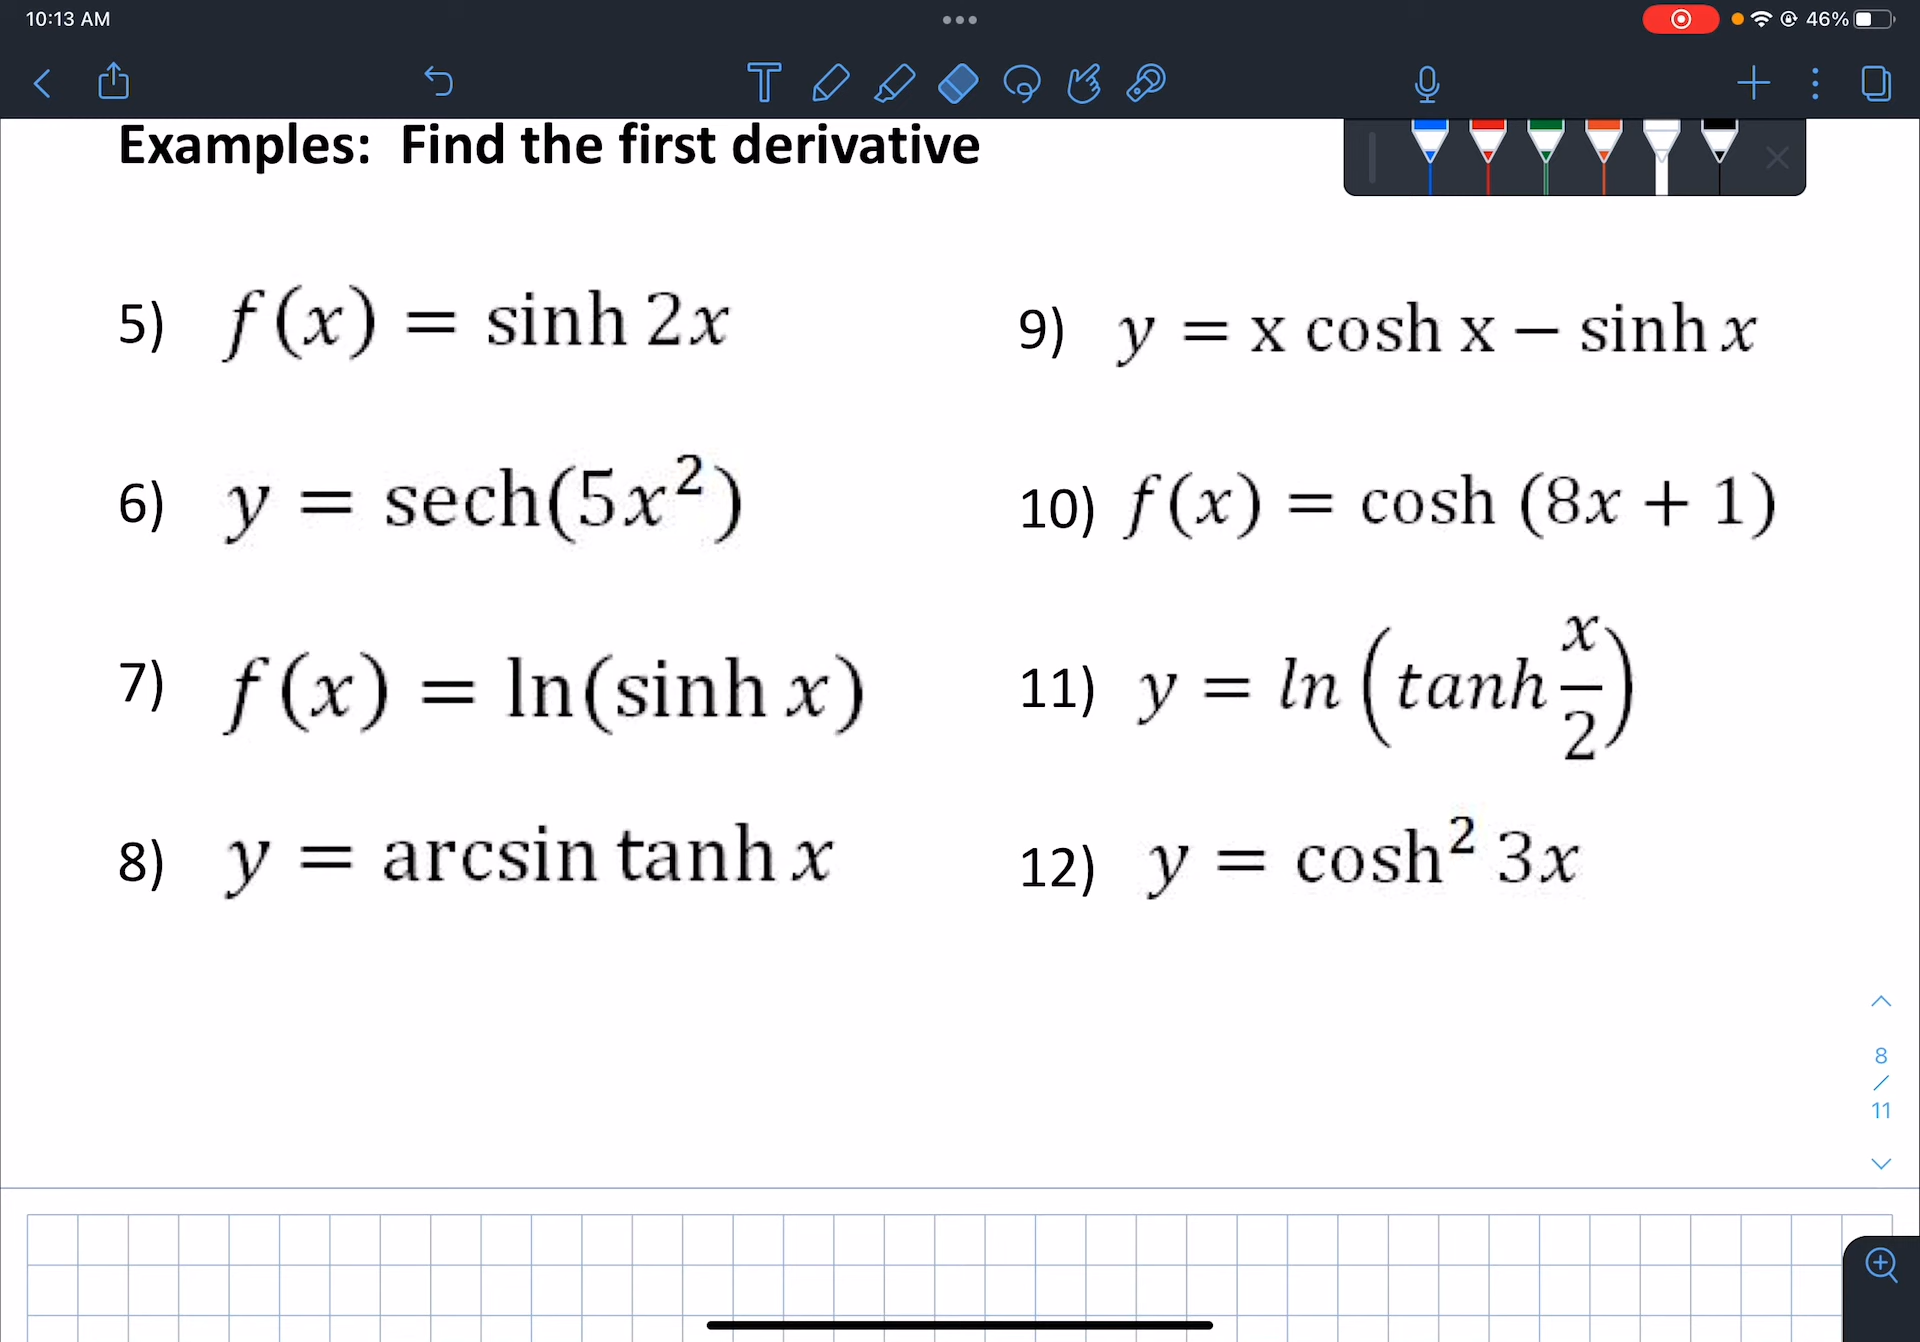 10:13 AM
46%
Examples: Find the first derivative
5) f(x) = sinh 2x
6) y = sech(5x²)
7) f(x) = ln(sinh x)
8) y = arcsin tanh x
9) y = x cosh x − sinh x
10) f(x) = cosh (8x + 1)
11) y = ln (tanh x/2)
12) y = cosh² 3x
8
/
11